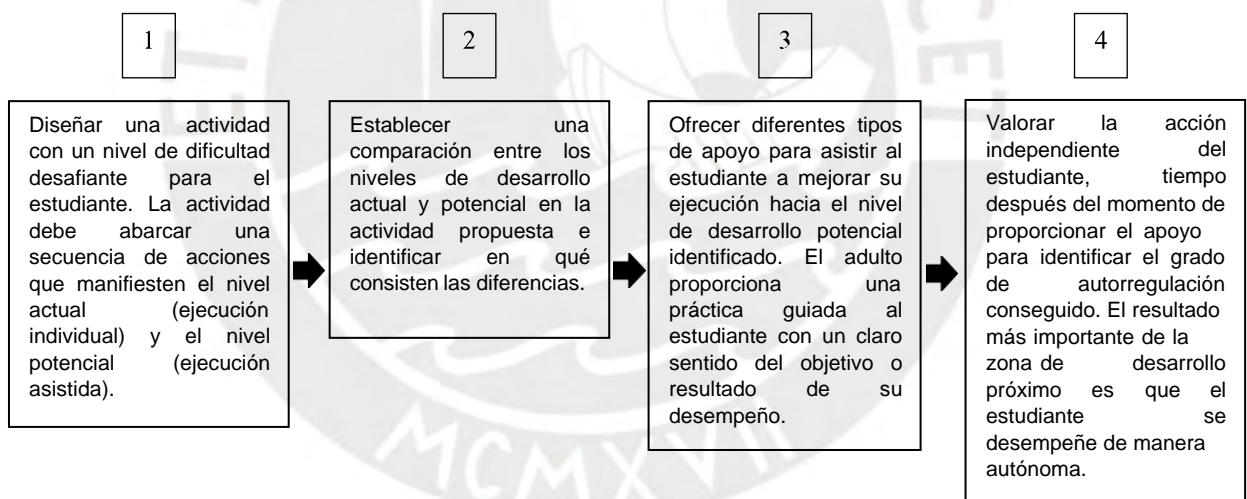 1
Diseñar una actividad
con un nivel de dificultad
desafiante para el
estudiante. La actividad
debe abarcar una
secuencia de acciones
que manifiesten el nivel
actual (ejecución
individual) y el nivel
potencial (ejecución
asistida).
2
Establecer una
comparación entre los
niveles de desarrollo
actual y potencial en la
actividad propuesta e
identificar en qué
consisten las diferencias.
3
Ofrecer diferentes tipos
de apoyo para asistir al
estudiante a mejorar su
ejecución hacia el nivel
de desarrollo potencial
identificado. El adulto
proporciona una
práctica guiada al
estudiante con un claro
sentido del objetivo o
resultado de su
desempeño.
4
Valorar la acción
independiente del
estudiante, tiempo
después del momento de
proporcionar el apoyo
para identificar el grado
de autorregulación
conseguido. El resultado
más importante de la
zona de desarrollo
próximo es que el
estudiante se
desempeñe de manera
autónoma.
MCMXVII